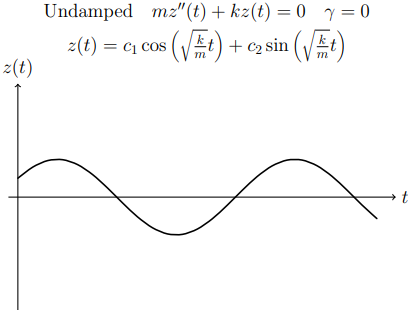 Undamped mz″(t) + kz(t) = 0 γ = 0
z(t) = c₁ cos(√(k/m) t) + c₂ sin(√(k/m) t)
z(t)
t